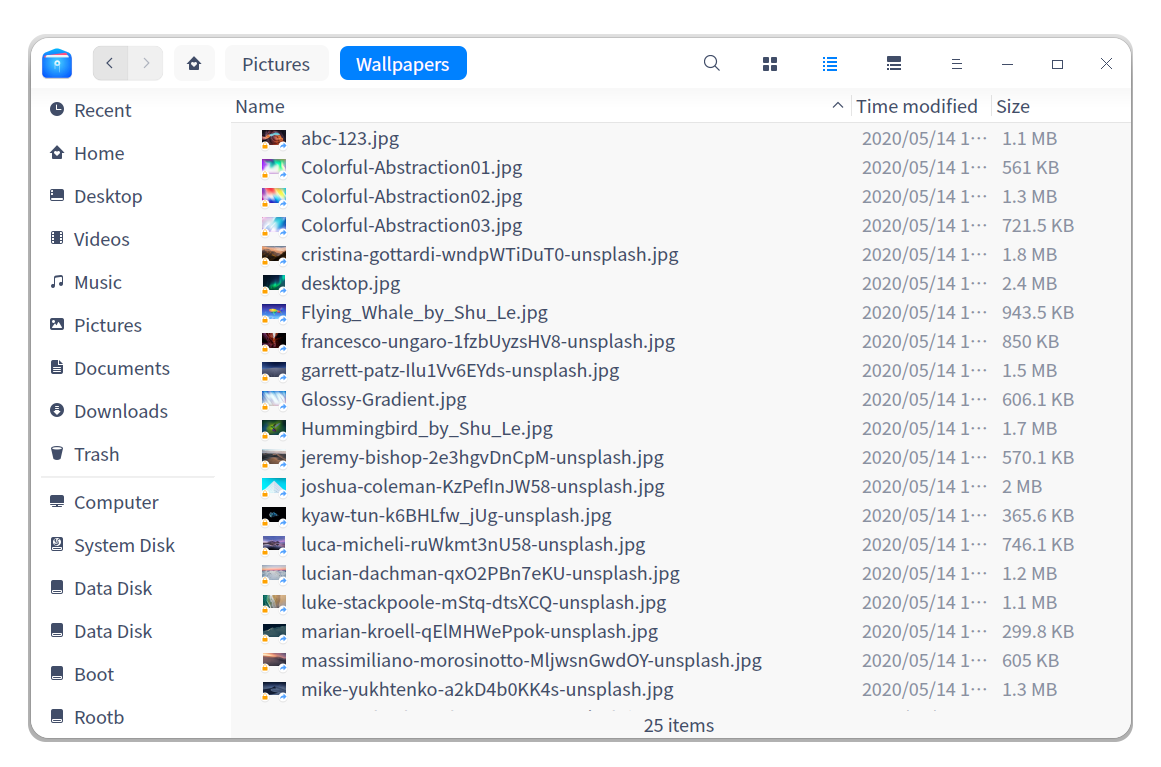 Pictures Wallpapers
Name Time modified Size
Recent
Home
Desktop
Videos
Music
Pictures
Documents
Downloads
Trash
Computer
System Disk
Data Disk
Data Disk
Boot
Rootb
abc-123.jpg 2020/05/14 1··· 1.1 MB
Colorful-Abstraction01.jpg 2020/05/14 1··· 561 KB
Colorful-Abstraction02.jpg 2020/05/14 1··· 1.3 MB
Colorful-Abstraction03.jpg 2020/05/14 1··· 721.5 KB
cristina-gottardi-wndpWTiDuT0-unsplash.jpg 2020/05/14 1··· 1.8 MB
desktop.jpg 2020/05/14 1··· 2.4 MB
Flying_Whale_by_Shu_Le.jpg 2020/05/14 1··· 943.5 KB
francesco-ungaro-1fzbUyzsHV8-unsplash.jpg 2020/05/14 1··· 850 KB
garrett-patz-Ilu1Vv6EYds-unsplash.jpg 2020/05/14 1··· 1.5 MB
Glossy-Gradient.jpg 2020/05/14 1··· 606.1 KB
Hummingbird_by_Shu_Le.jpg 2020/05/14 1··· 1.7 MB
jeremy-bishop-2e3hgvDnCpM-unsplash.jpg 2020/05/14 1··· 570.1 KB
joshua-coleman-KzPefInJW58-unsplash.jpg 2020/05/14 1··· 2 MB
kyaw-tun-k6BHLfw_jUg-unsplash.jpg 2020/05/14 1··· 365.6 KB
luca-micheli-ruWkmt3nU58-unsplash.jpg 2020/05/14 1··· 746.1 KB
lucian-dachman-qxO2PBn7eKU-unsplash.jpg 2020/05/14 1··· 1.2 MB
luke-stackpoole-mStq-dtsXCQ-unsplash.jpg 2020/05/14 1··· 1.1 MB
marian-kroell-qElMHWePpok-unsplash.jpg 2020/05/14 1··· 299.8 KB
massimiliano-morosinotto-MljwsnGwdOY-unsplash.jpg 2020/05/14 1··· 605 KB
mike-yukhtenko-a2kD4b0KK4s-unsplash.jpg 2020/05/14 1··· 1.3 MB
25 items